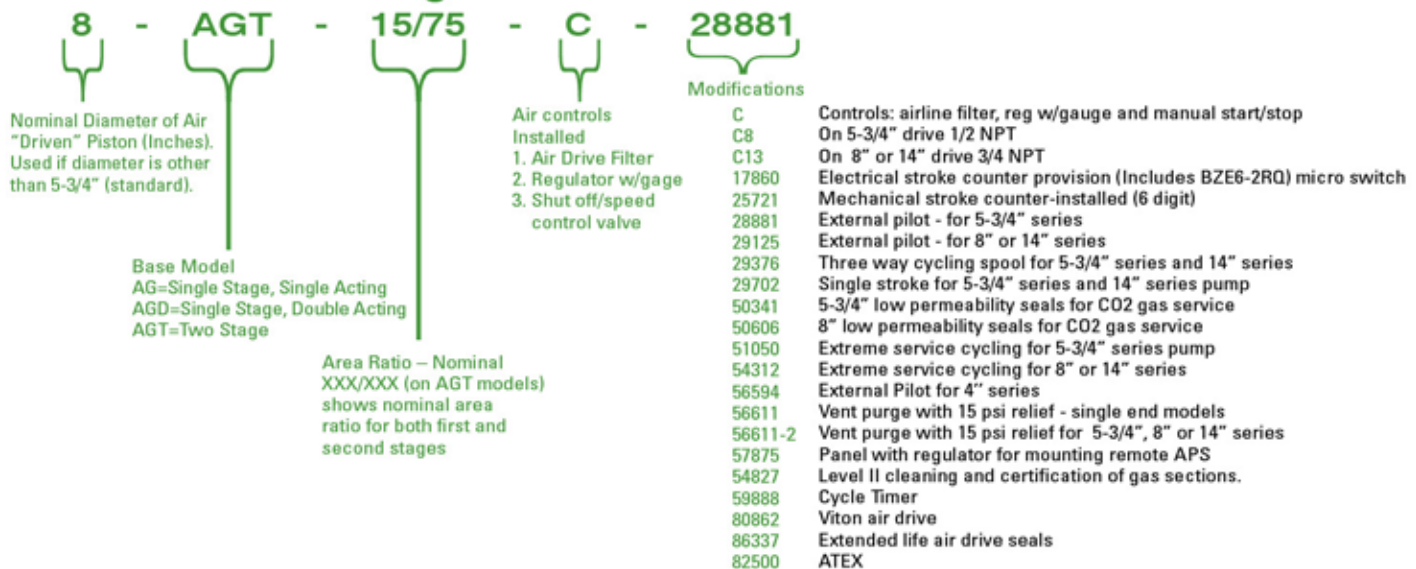 8 - AGT - 15/75 - C - 28881
Nominal Diameter of Air
"Driven" Piston (Inches).
Used if diameter is other
than 5-3/4" (standard).
Base Model
AG=Single Stage, Single Acting
AGD=Single Stage, Double Acting
AGT=Two Stage
Area Ratio – Nominal
XXX/XXX (on AGT models)
shows nominal area
ratio for both first and
second stages
Air controls
Installed
1. Air Drive Filter
2. Regulator w/gage
3. Shut off/speed
control valve
Modifications
C Controls: airline filter, reg w/gauge and manual start/stop
C8 On 5-3/4" drive 1/2 NPT
C13 On 8" or 14" drive 3/4 NPT
17860 Electrical stroke counter provision (Includes BZE6-2RQ) micro switch
25721 Mechanical stroke counter-installed (6 digit)
28881 External pilot - for 5-3/4" series
29125 External pilot - for 8" or 14" series
29376 Three way cycling spool for 5-3/4" series and 14" series
29702 Single stroke for 5-3/4" series and 14" series pump
50341 5-3/4" low permeability seals for CO2 gas service
50606 8" low permeability seals for CO2 gas service
51050 Extreme service cycling for 5-3/4" series pump
54312 Extreme service cycling for 8" or 14" series
56594 External Pilot for 4" series
56611 Vent purge with 15 psi relief - single end models
56611-2 Vent purge with 15 psi relief for 5-3/4", 8" or 14" series
57875 Panel with regulator for mounting remote APS
54827 Level II cleaning and certification of gas sections.
59888 Cycle Timer
80862 Viton air drive
86337 Extended life air drive seals
82500 ATEX